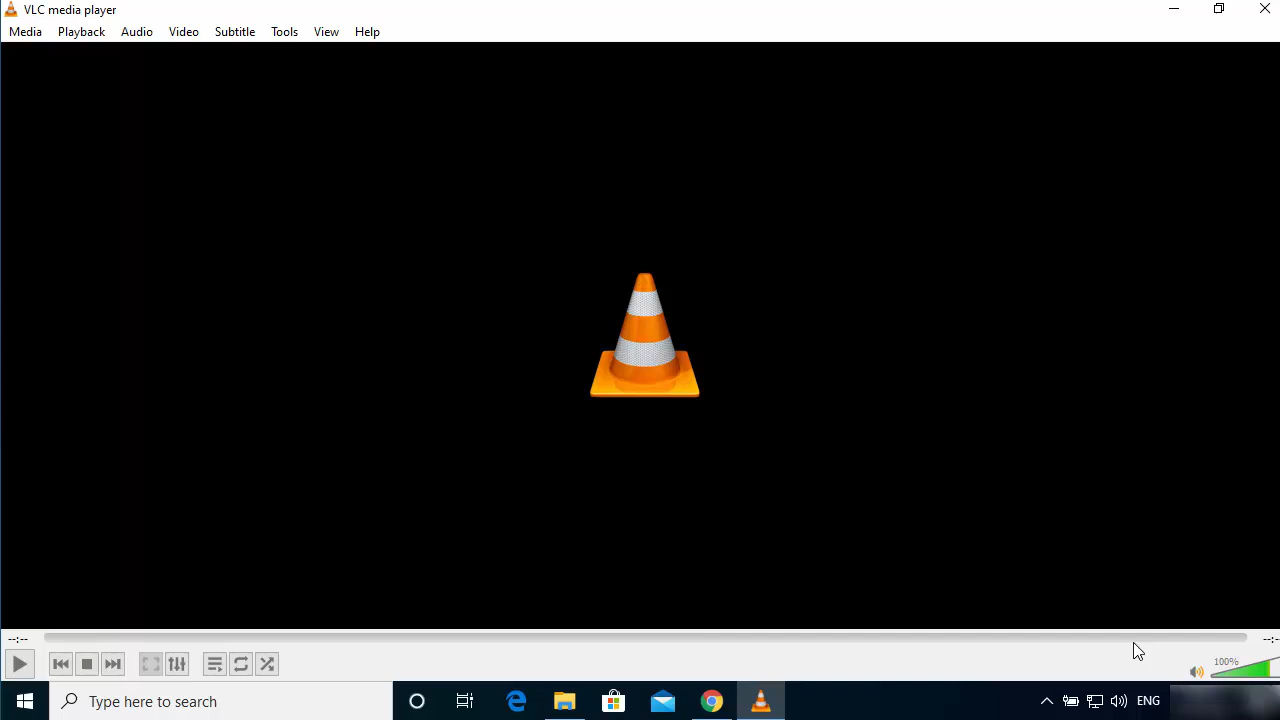 VLC media player
Media Playback Audio Video Subtitle Tools View Help
--:-- --:--
100%
Type here to search
ENG